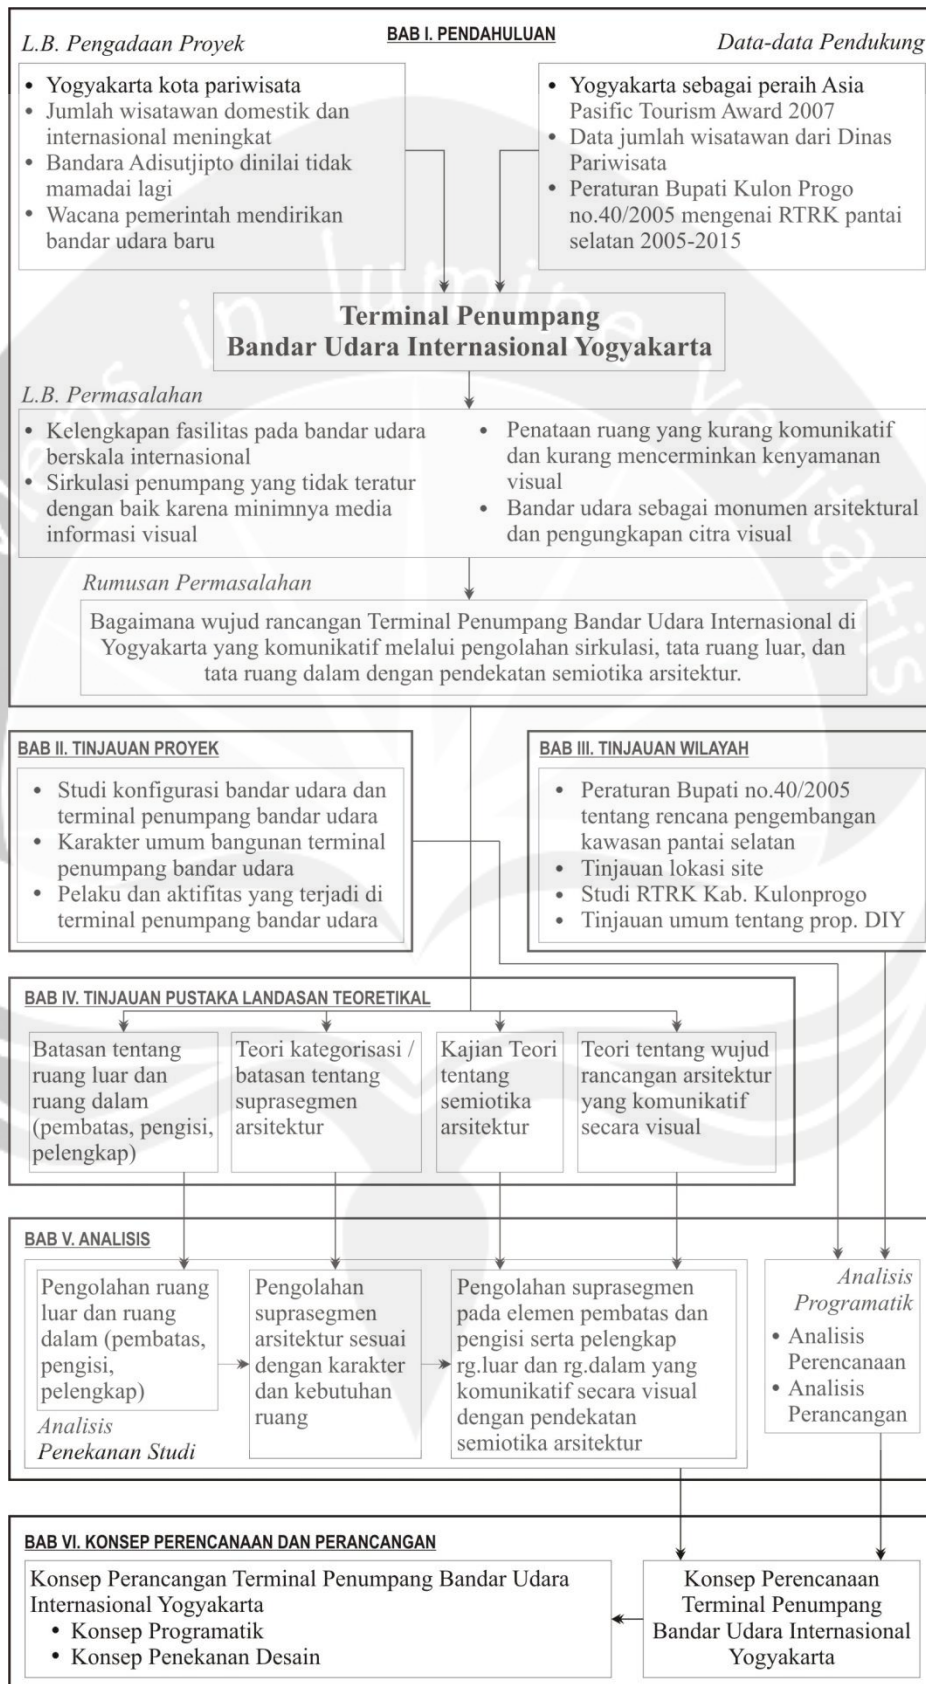 BAB I. PENDAHULUAN
L.B. Pengadaan Proyek
• Yogyakarta kota pariwisata
• Jumlah wisatawan domestik dan
internasional meningkat
• Bandara Adisutjipto dinilai tidak
mamadai lagi
• Wacana pemerintah mendirikan
bandar udara baru
Data-data Pendukung
• Yogyakarta sebagai peraih Asia
Pasific Tourism Award 2007
• Data jumlah wisatawan dari Dinas
Pariwisata
• Peraturan Bupati Kulon Progo
no.40/2005 mengenai RTRK pantai
selatan 2005-2015
Terminal Penumpang
Bandar Udara Internasional Yogyakarta
L.B. Permasalahan
• Kelengkapan fasilitas pada bandar udara
berskala internasional
• Sirkulasi penumpang yang tidak teratur
dengan baik karena minimnya media
informasi visual
• Penataan ruang yang kurang komunikatif
dan kurang mencerminkan kenyamanan
visual
• Bandar udara sebagai monumen arsitektural
dan pengungkapan citra visual
Rumusan Permasalahan
Bagaimana wujud rancangan Terminal Penumpang Bandar Udara Internasional di
Yogyakarta yang komunikatif melalui pengolahan sirkulasi, tata ruang luar, dan
tata ruang dalam dengan pendekatan semiotika arsitektur.
BAB II. TINJAUAN PROYEK
• Studi konfigurasi bandar udara dan
terminal penumpang bandar udara
• Karakter umum bangunan terminal
penumpang bandar udara
• Pelaku dan aktifitas yang terjadi di
terminal penumpang bandar udara
BAB III. TINJAUAN WILAYAH
• Peraturan Bupati no.40/2005
tentang rencana pengembangan
kawasan pantai selatan
• Tinjauan lokasi site
• Studi RTRK Kab. Kulonprogo
• Tinjauan umum tentang prop. DIY
BAB IV. TINJAUAN PUSTAKA LANDASAN TEORETIKAL
Batasan tentang
ruang luar dan
ruang dalam
(pembatas, pengisi,
pelengkap)
Teori kategorisasi /
batasan tentang
suprasegmen
arsitektur
Kajian Teori
tentang
semiotika
arsitektur
Teori tentang wujud
rancangan arsitektur
yang komunikatif
secara visual
BAB V. ANALISIS
Pengolahan ruang
luar dan ruang
dalam (pembatas,
pengisi,
pelengkap)
Analisis
Penekanan Studi
Pengolahan
suprasegmen
arsitektur sesuai
dengan karakter
dan kebutuhan
ruang
Pengolahan suprasegmen
pada elemen pembatas dan
pengisi serta pelengkap
rg.luar dan rg.dalam yang
komunikatif secara visual
dengan pendekatan
semiotika arsitektur
Analisis
Programatik
• Analisis
Perencanaan
• Analisis
Perancangan
BAB VI. KONSEP PERENCANAAN DAN PERANCANGAN
Konsep Perancangan Terminal Penumpang Bandar Udara
Internasional Yogyakarta
• Konsep Programatik
• Konsep Penekanan Desain
Konsep Perencanaan
Terminal Penumpang
Bandar Udara Internasional
Yogyakarta
ens in lumine veritatis